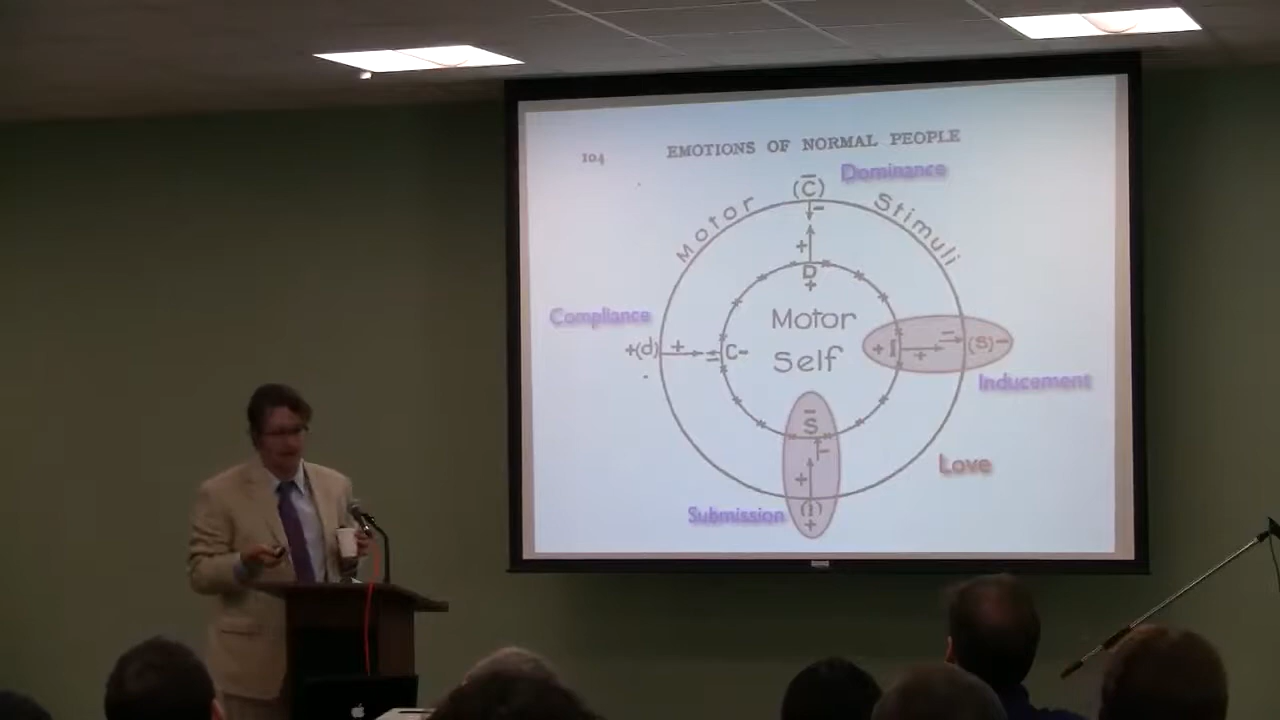 104 EMOTIONS OF NORMAL PEOPLE
Dominance
(C̄)
Motor Stimuli
-
+
D
+
Compliance
Motor
Self
+(d) + = C-
+ I + - (S)-
Inducement
S̄
-
+
Love
Submission
(I)
+